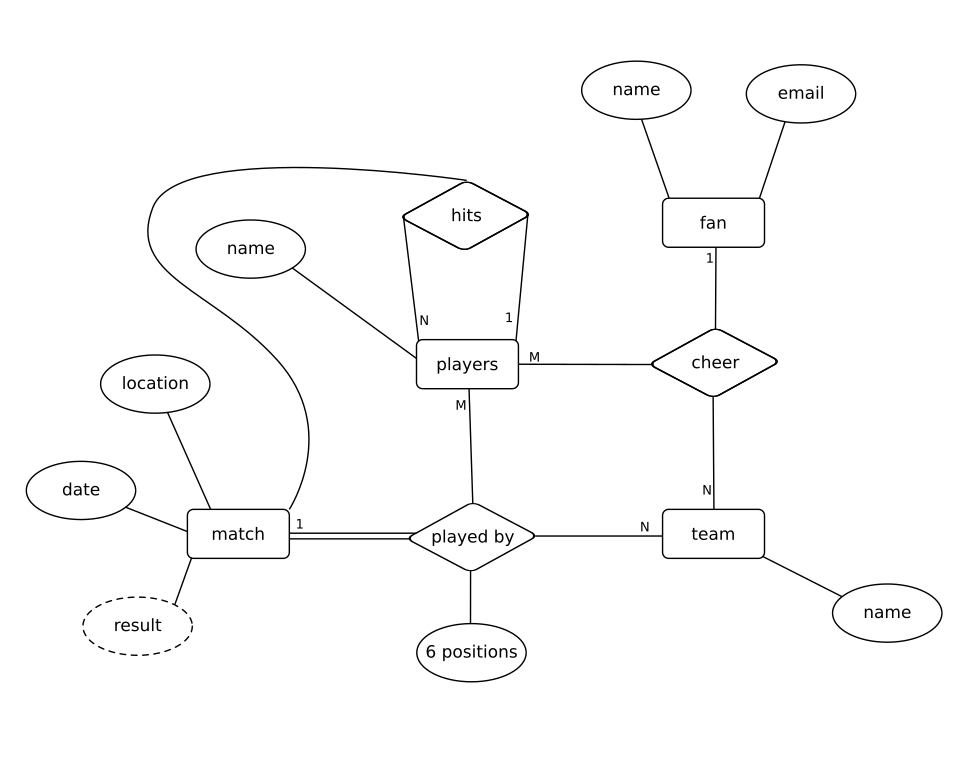 name
email
hits
fan
name
1
N
1
players
M
cheer
location
M
date
N
match
1
played by
N
team
name
result
6 positions